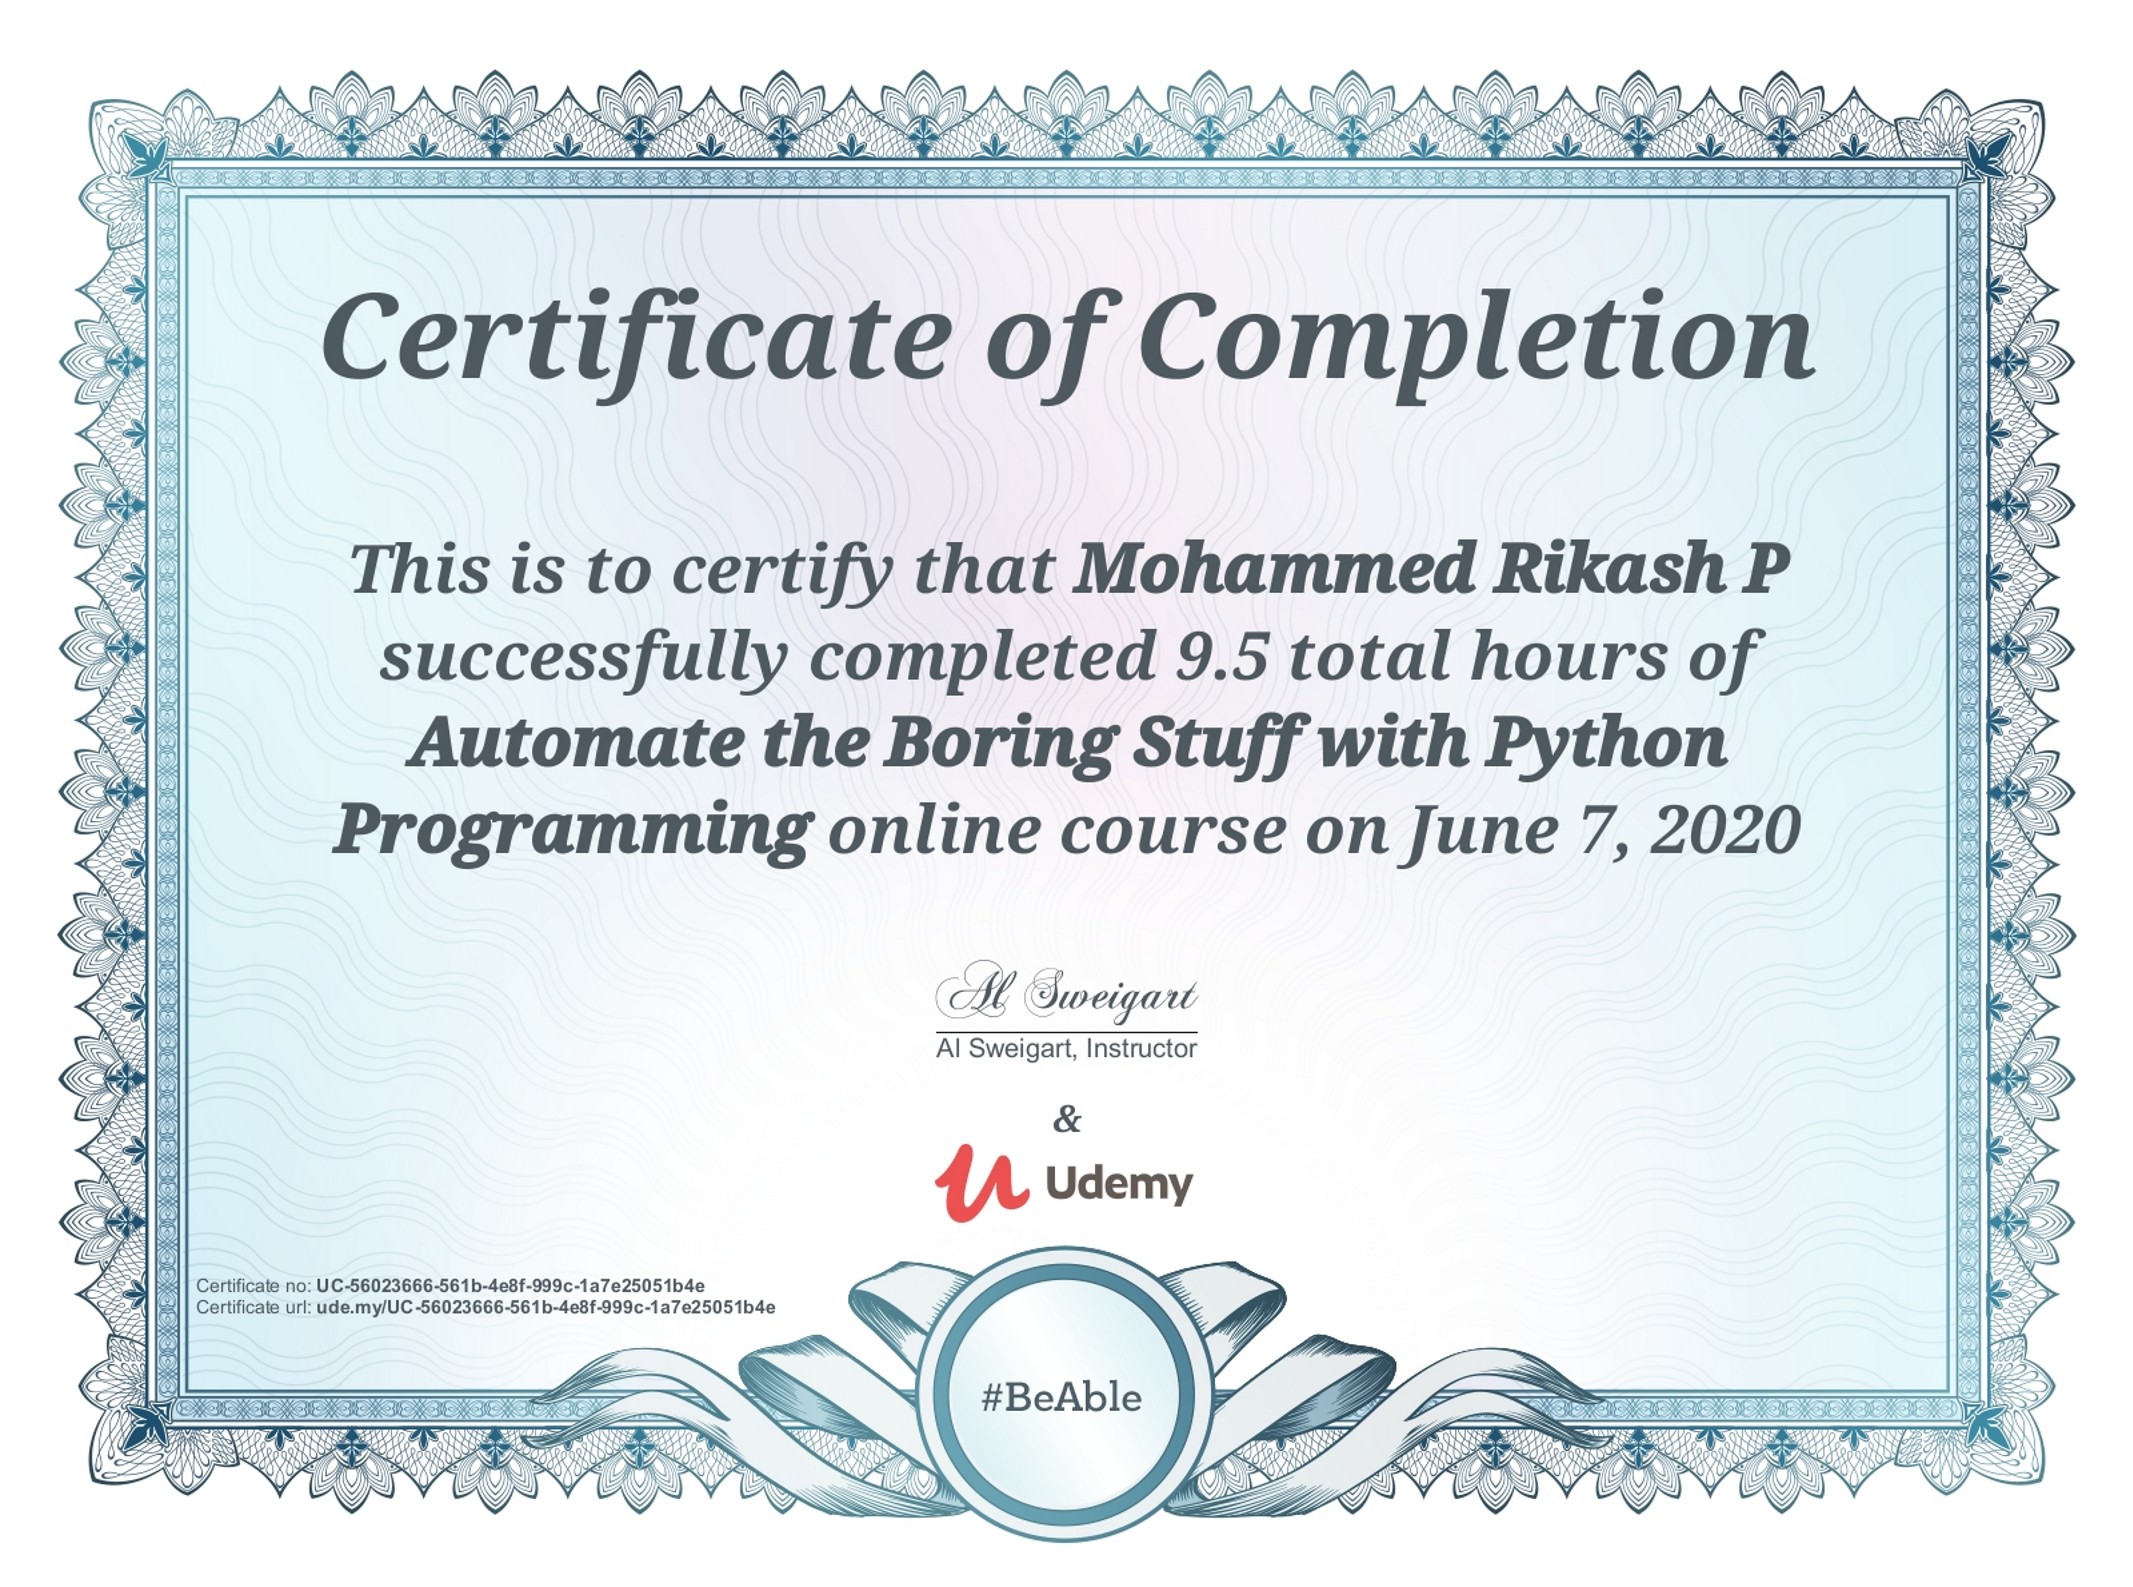 Certificate of Completion
This is to certify that Mohammed Rikash P
successfully completed 9.5 total hours of
Automate the Boring Stuff with Python
Programming online course on June 7, 2020
Al Sweigart
Al Sweigart, Instructor
&
Udemy
Certificate no: UC-56023666-561b-4e8f-999c-1a7e25051b4e
Certificate url: ude.my/UC-56023666-561b-4e8f-999c-1a7e25051b4e
#BeAble